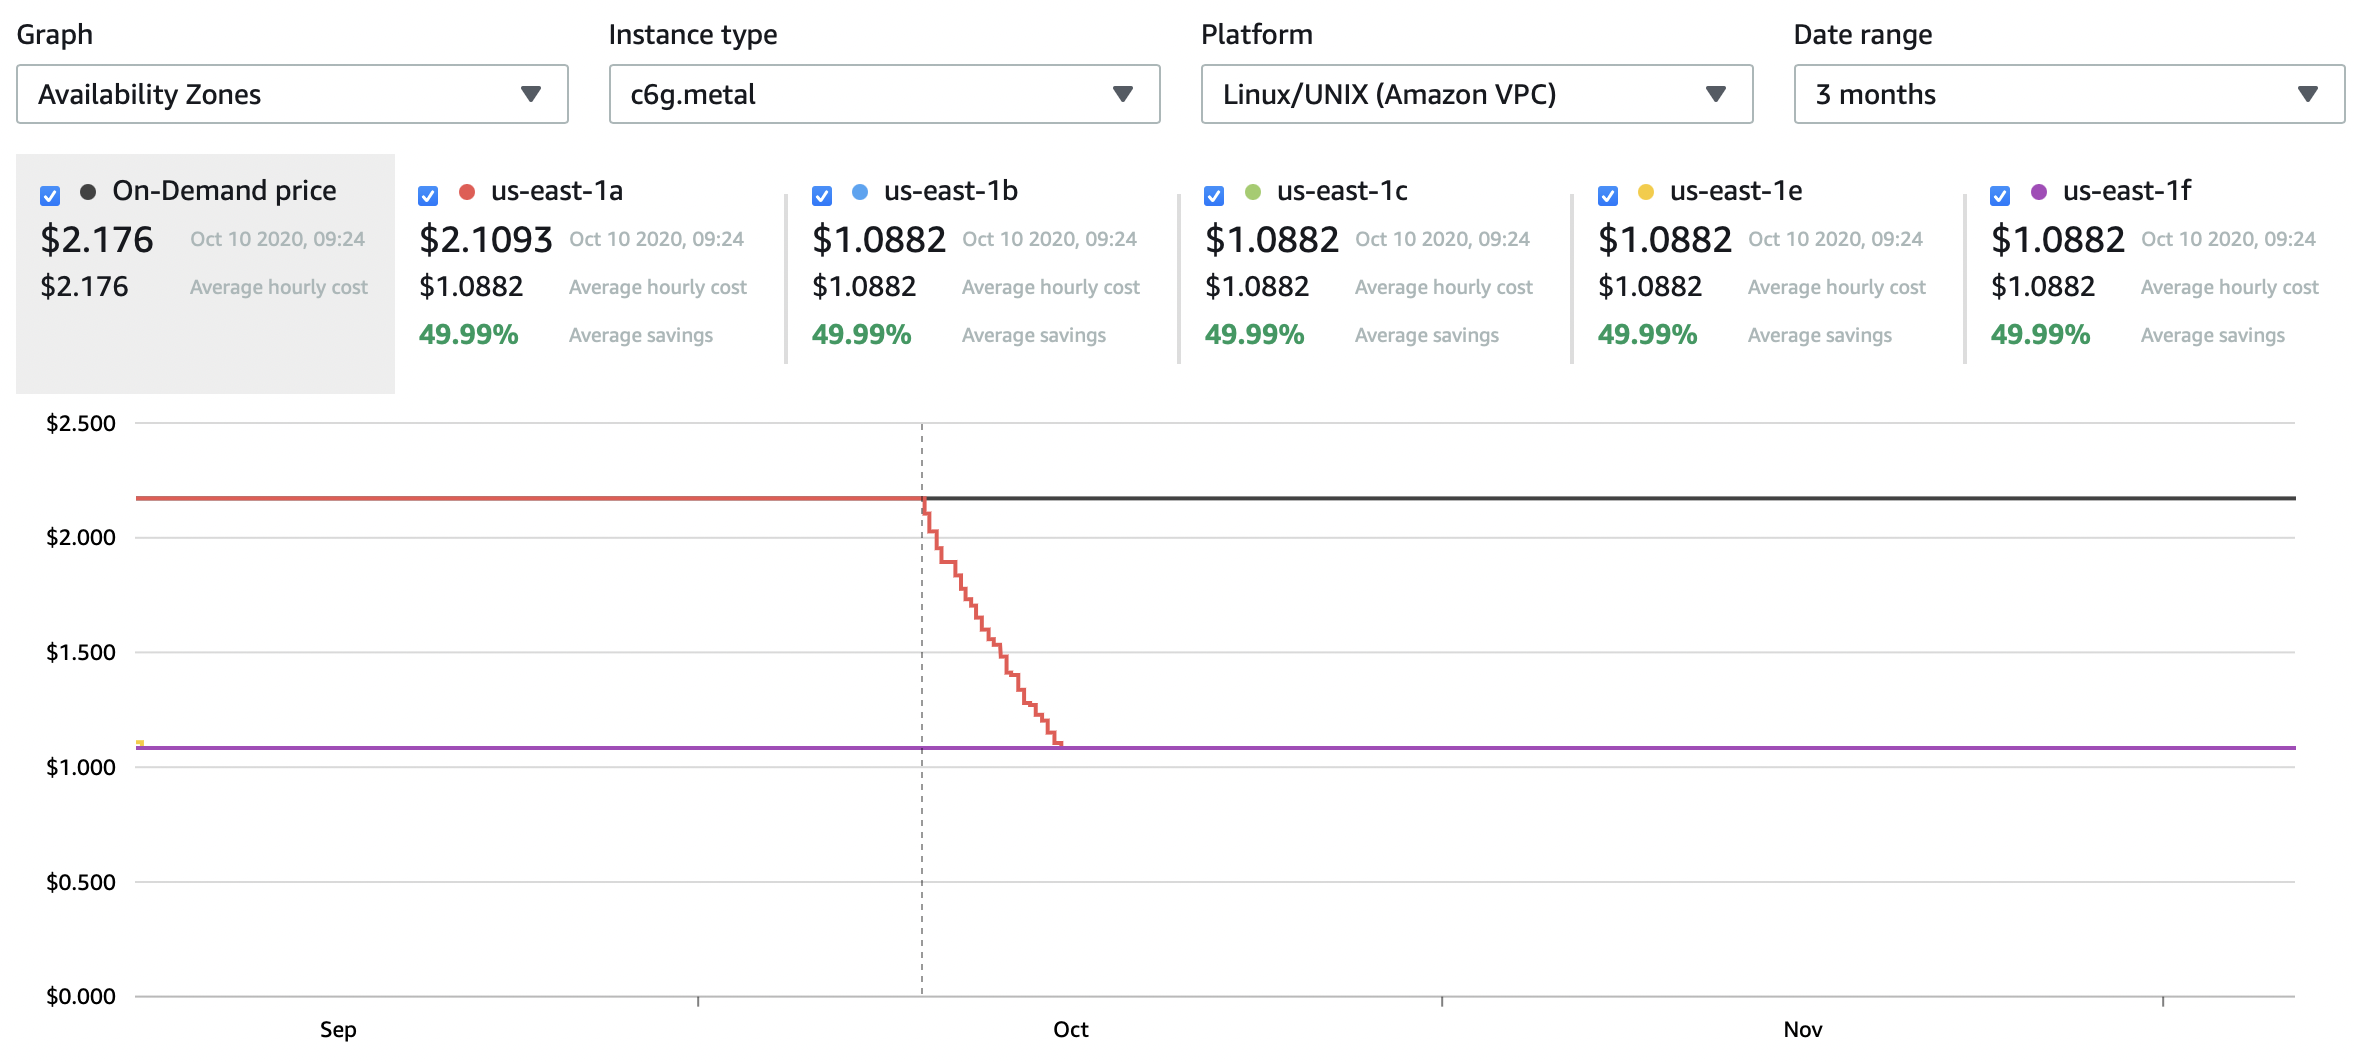 Graph Instance type Platform Date range
Availability Zones c6g.metal Linux/UNIX (Amazon VPC) 3 months
On-Demand price
$2.176 Oct 10 2020, 09:24
$2.176 Average hourly cost
us-east-1a
$2.1093 Oct 10 2020, 09:24
$1.0882 Average hourly cost
49.99% Average savings
us-east-1b
$1.0882 Oct 10 2020, 09:24
$1.0882 Average hourly cost
49.99% Average savings
us-east-1c
$1.0882 Oct 10 2020, 09:24
$1.0882 Average hourly cost
49.99% Average savings
us-east-1e
$1.0882 Oct 10 2020, 09:24
$1.0882 Average hourly cost
49.99% Average savings
us-east-1f
$1.0882 Oct 10 2020, 09:24
$1.0882 Average hourly cost
49.99% Average savings
$2.500
$2.000
$1.500
$1.000
$0.500
$0.000
Sep Oct Nov